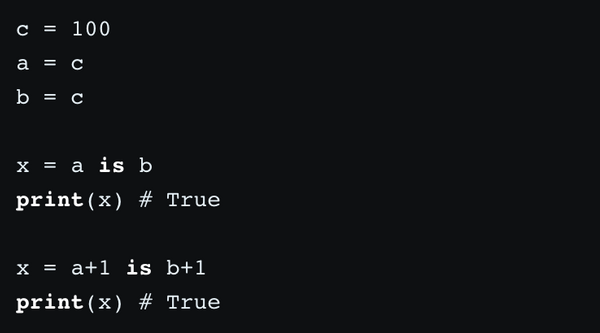 c = 100
a = c
b = c
x = a is b
print(x) # True
x = a+1 is b+1
print(x) # True